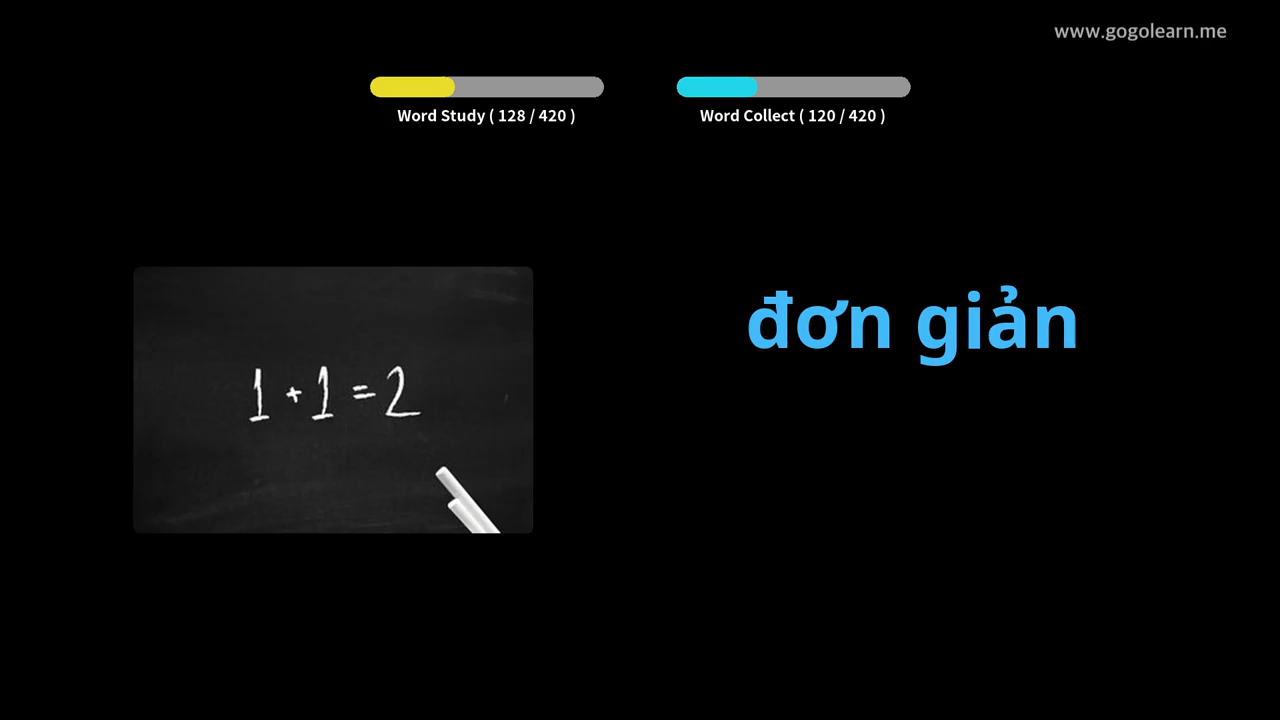 www.gogolearn.me
Word Study ( 128 / 420 )
Word Collect ( 120 / 420 )
đơn giản
1 + 1 = 2